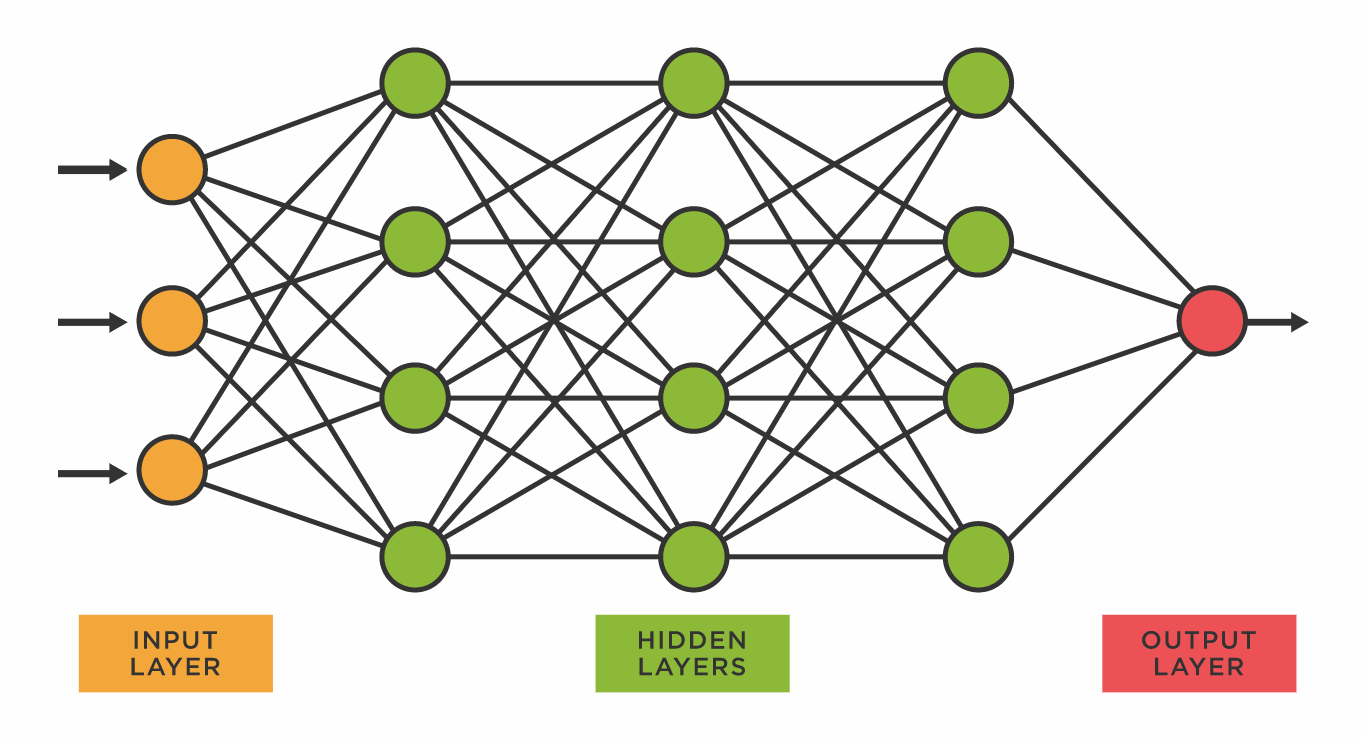 INPUT
LAYER
HIDDEN
LAYERS
OUTPUT
LAYER